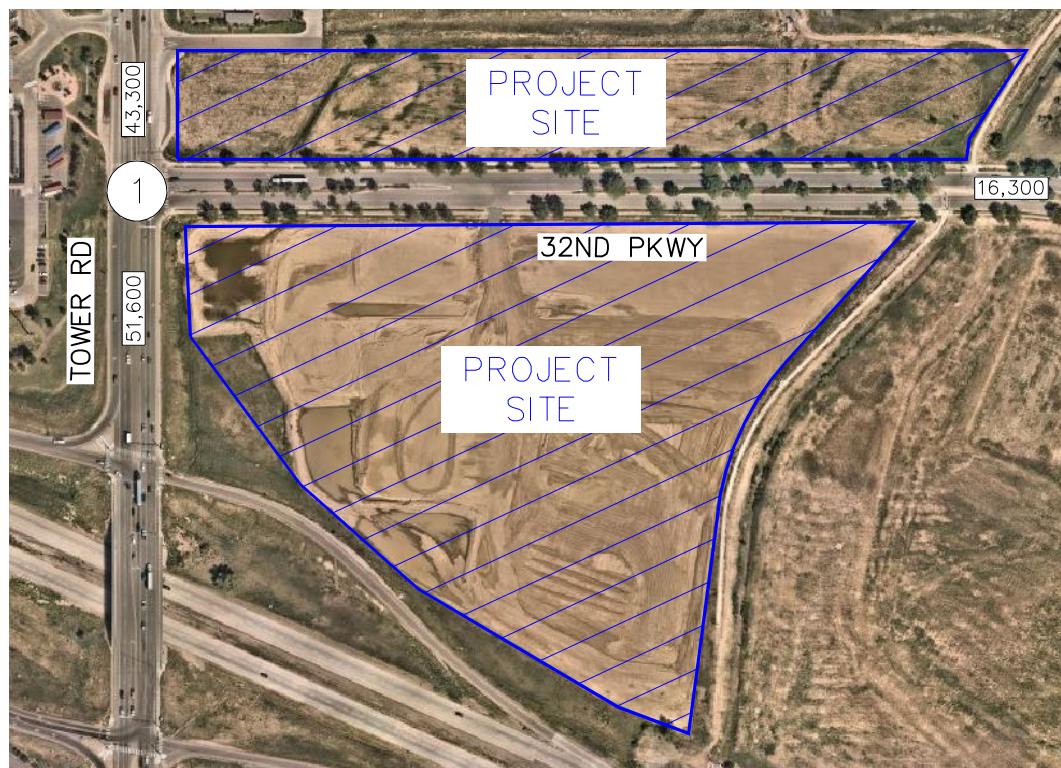 PROJECT
SITE
43,300
1
16,300
32ND PKWY
TOWER RD
51,600
PROJECT
SITE